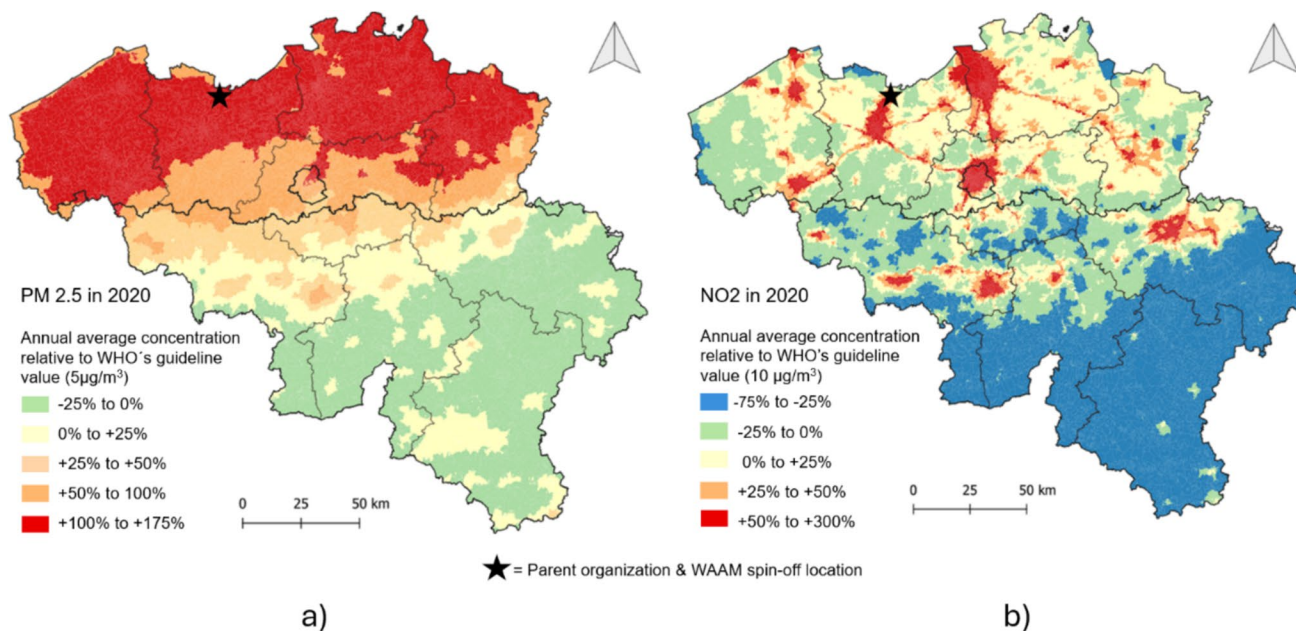 PM 2.5 in 2020
Annual average concentration
relative to WHO´s guideline
value (5µg/m³)
-25% to 0%
0% to +25%
+25% to +50%
+50% to 100%
+100% to +175%
0 25 50 km
NO2 in 2020
Annual average concentration
relative to WHO's guideline
value (10 µg/m³)
-75% to -25%
-25% to 0%
0% to +25%
+25% to +50%
+50% to +300%
0 25 50 km
= Parent organization & WAAM spin-off location
a)
b)